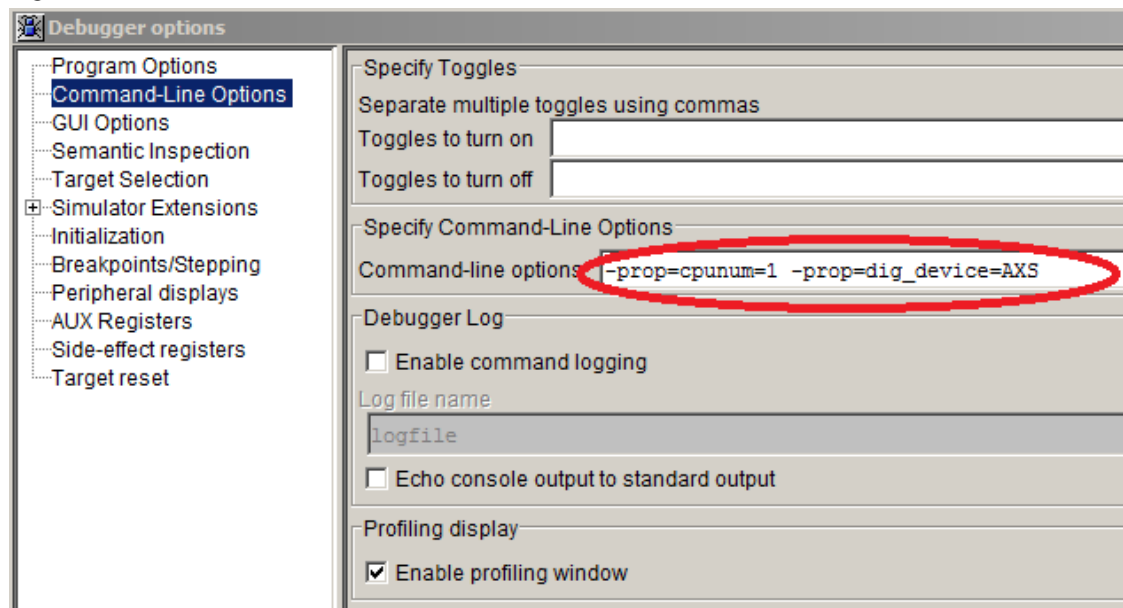 Debugger options
Program Options
Command-Line Options
GUI Options
Semantic Inspection
Target Selection
Simulator Extensions
Initialization
Breakpoints/Stepping
Peripheral displays
AUX Registers
Side-effect registers
Target reset
Specify Toggles
Separate multiple toggles using commas
Toggles to turn on
Toggles to turn off
Specify Command-Line Options
Command-line options -prop=cpunum=1 -prop=dig_device=AXS
Debugger Log
Enable command logging
Log file name
logfile
Echo console output to standard output
Profiling display
Enable profiling window